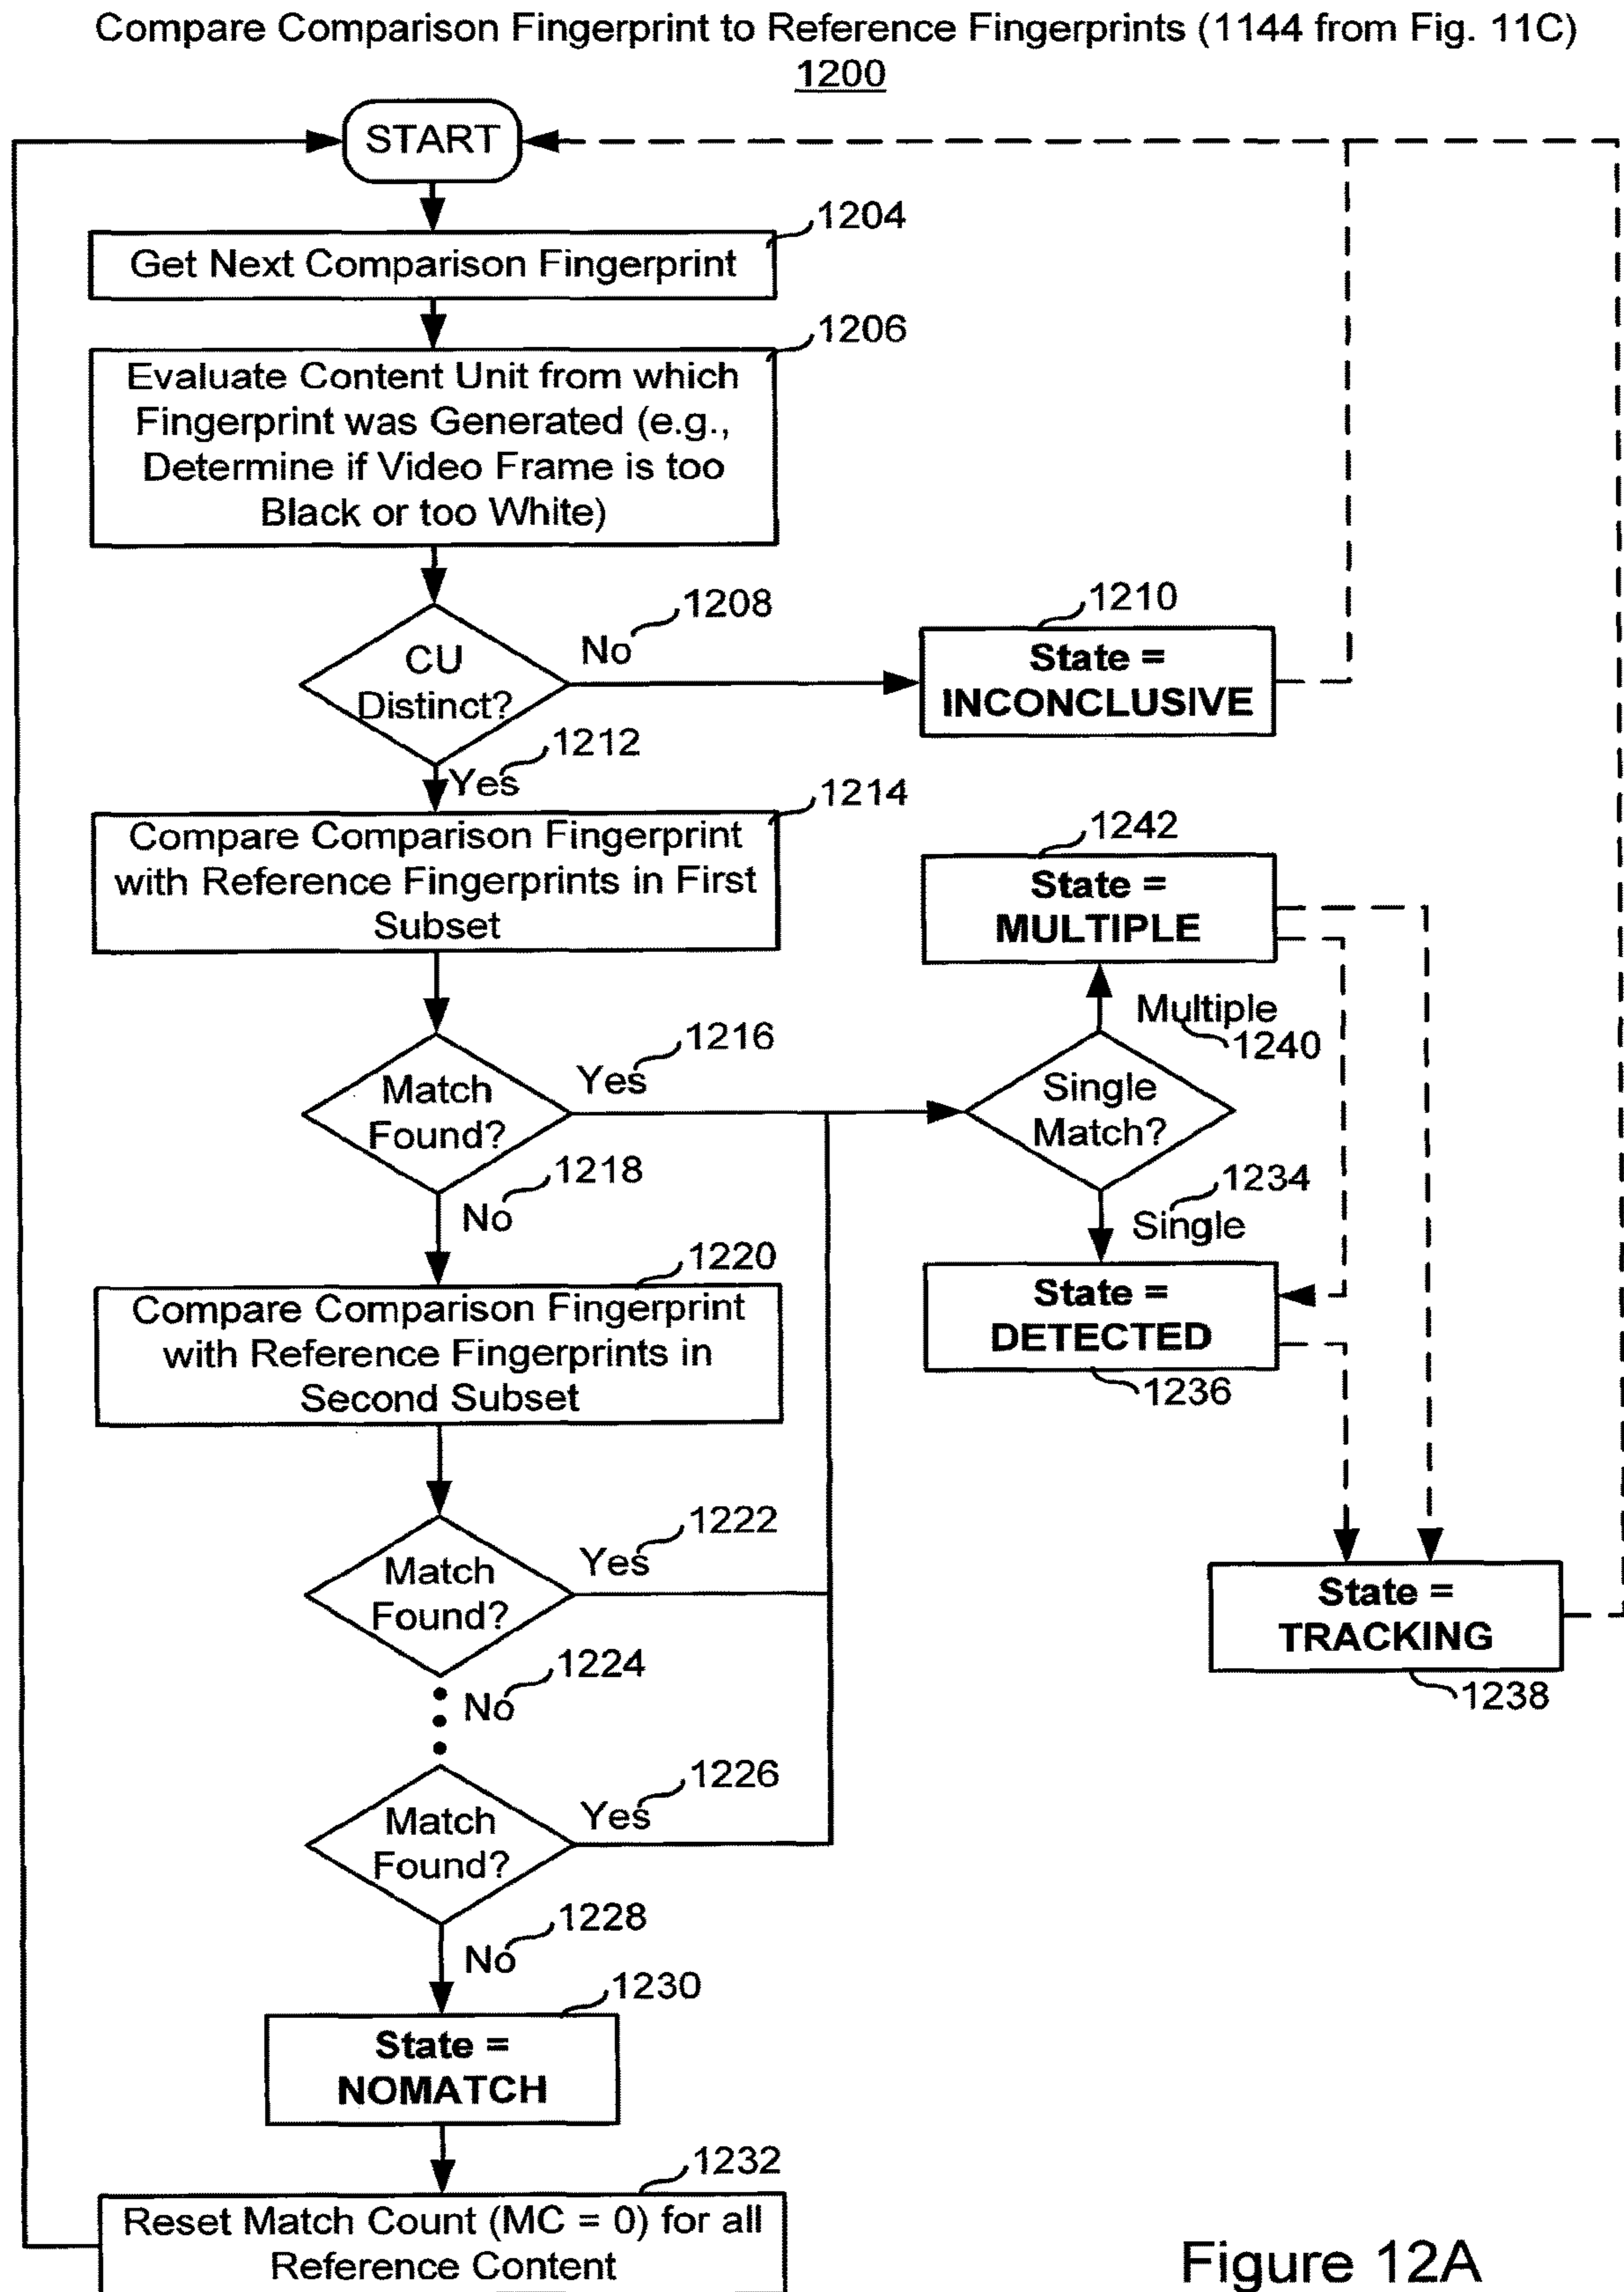 Compare Comparison Fingerprint to Reference Fingerprints (1144 from Fig. 11C)
1200
START
1204
Get Next Comparison Fingerprint
1206
Evaluate Content Unit from which
Fingerprint was Generated (e.g.,
Determine if Video Frame is too
Black or too White)
1208
No
CU
Distinct?
1210
State =
INCONCLUSIVE
1212
Yes
1214
Compare Comparison Fingerprint
with Reference Fingerprints in First
Subset
1242
State =
MULTIPLE
Multiple
1240
1216
Yes
Match
Found?
Single
Match?
1218
No
1234
Single
1220
Compare Comparison Fingerprint
with Reference Fingerprints in
Second Subset
State =
DETECTED
1236
1222
Yes
Match
Found?
State =
TRACKING
1238
1224
No
1226
Yes
Match
Found?
1228
No
1230
State =
NOMATCH
1232
Reset Match Count (MC = 0) for all
Reference Content
Figure 12A